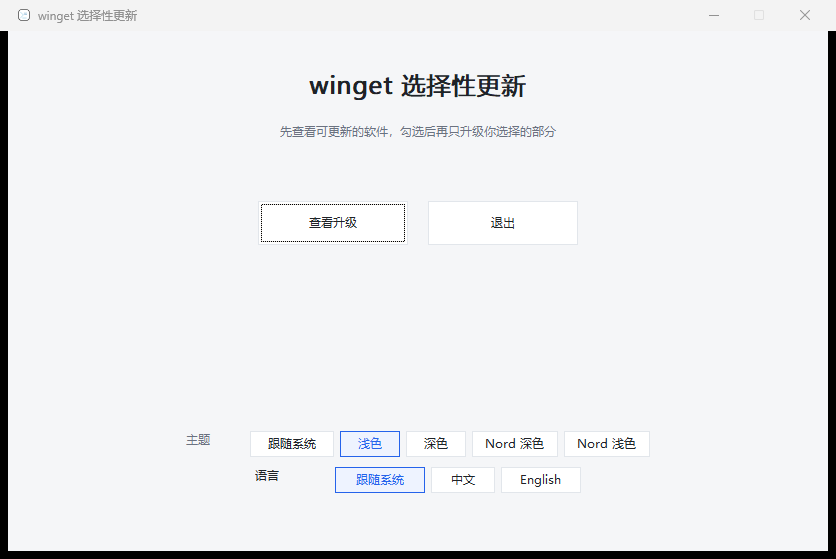 winget 选择性更新
winget 选择性更新
先查看可更新的软件，勾选后再只升级你选择的部分
查看升级 退出
主题 跟随系统 浅色 深色 Nord 深色 Nord 浅色
语言 跟随系统 中文 English